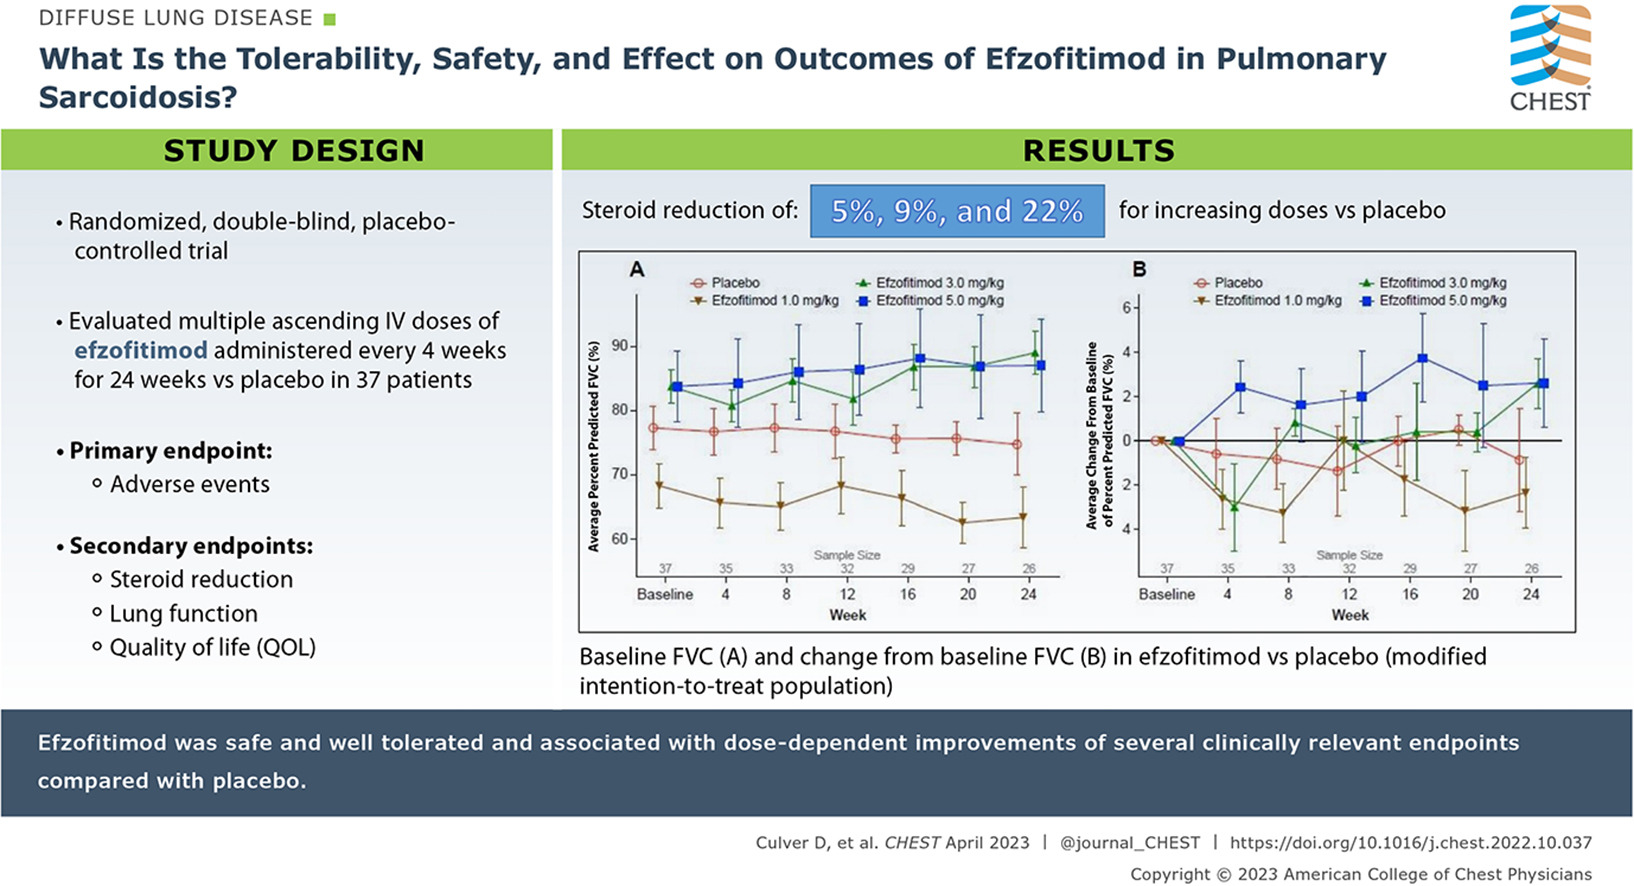 DIFFUSE LUNG DISEASE
What Is the Tolerability, Safety, and Effect on Outcomes of Efzofitimod in Pulmonary
Sarcoidosis?
CHEST
STUDY DESIGN
• Randomized, double-blind, placebo-
controlled trial
• Evaluated multiple ascending IV doses of
efzofitimod administered every 4 weeks
for 24 weeks vs placebo in 37 patients
• Primary endpoint:
Adverse events
• Secondary endpoints:
Steroid reduction
Lung function
Quality of life (QOL)
RESULTS
Steroid reduction of: 5%, 9%, and 22% for increasing doses vs placebo
A
Placebo Efzofitimod 3.0 mg/kg
Efzofitimod 1.0 mg/kg Efzofitimod 5.0 mg/kg
Average Percent Predicted FVC (%)
90
80
70
60
Sample Size
37 35 33 32 29 27 26
Baseline 4 8 12 16 20 24
Week
B
Placebo Efzofitimod 3.0 mg/kg
Efzofitimod 1.0 mg/kg Efzofitimod 5.0 mg/kg
Average Change From Baseline
of Percent Predicted FVC (%)
6
4
2
0
2
4
Sample Size
37 35 33 32 29 27 26
Baseline 4 8 12 16 20 24
Week
Baseline FVC (A) and change from baseline FVC (B) in efzofitimod vs placebo (modified
intention-to-treat population)
Efzofitimod was safe and well tolerated and associated with dose-dependent improvements of several clinically relevant endpoints
compared with placebo.
Culver D, et al. CHEST April 2023 | @journal_CHEST | https://doi.org/10.1016/j.chest.2022.10.037
Copyright © 2023 American College of Chest Physicians